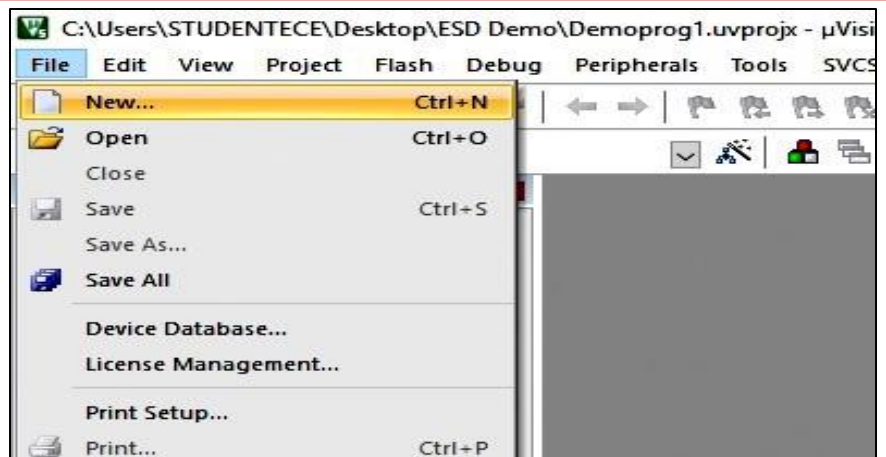 C:\Users\STUDENTECE\Desktop\ESD Demo\Demoprog1.uvprojx - µVisi
File Edit View Project Flash Debug Peripherals Tools SVCS
New... Ctrl+N
Open Ctrl+O
Close
Save Ctrl+S
Save As...
Save All
Device Database...
License Management...
Print Setup...
Print... Ctrl+P